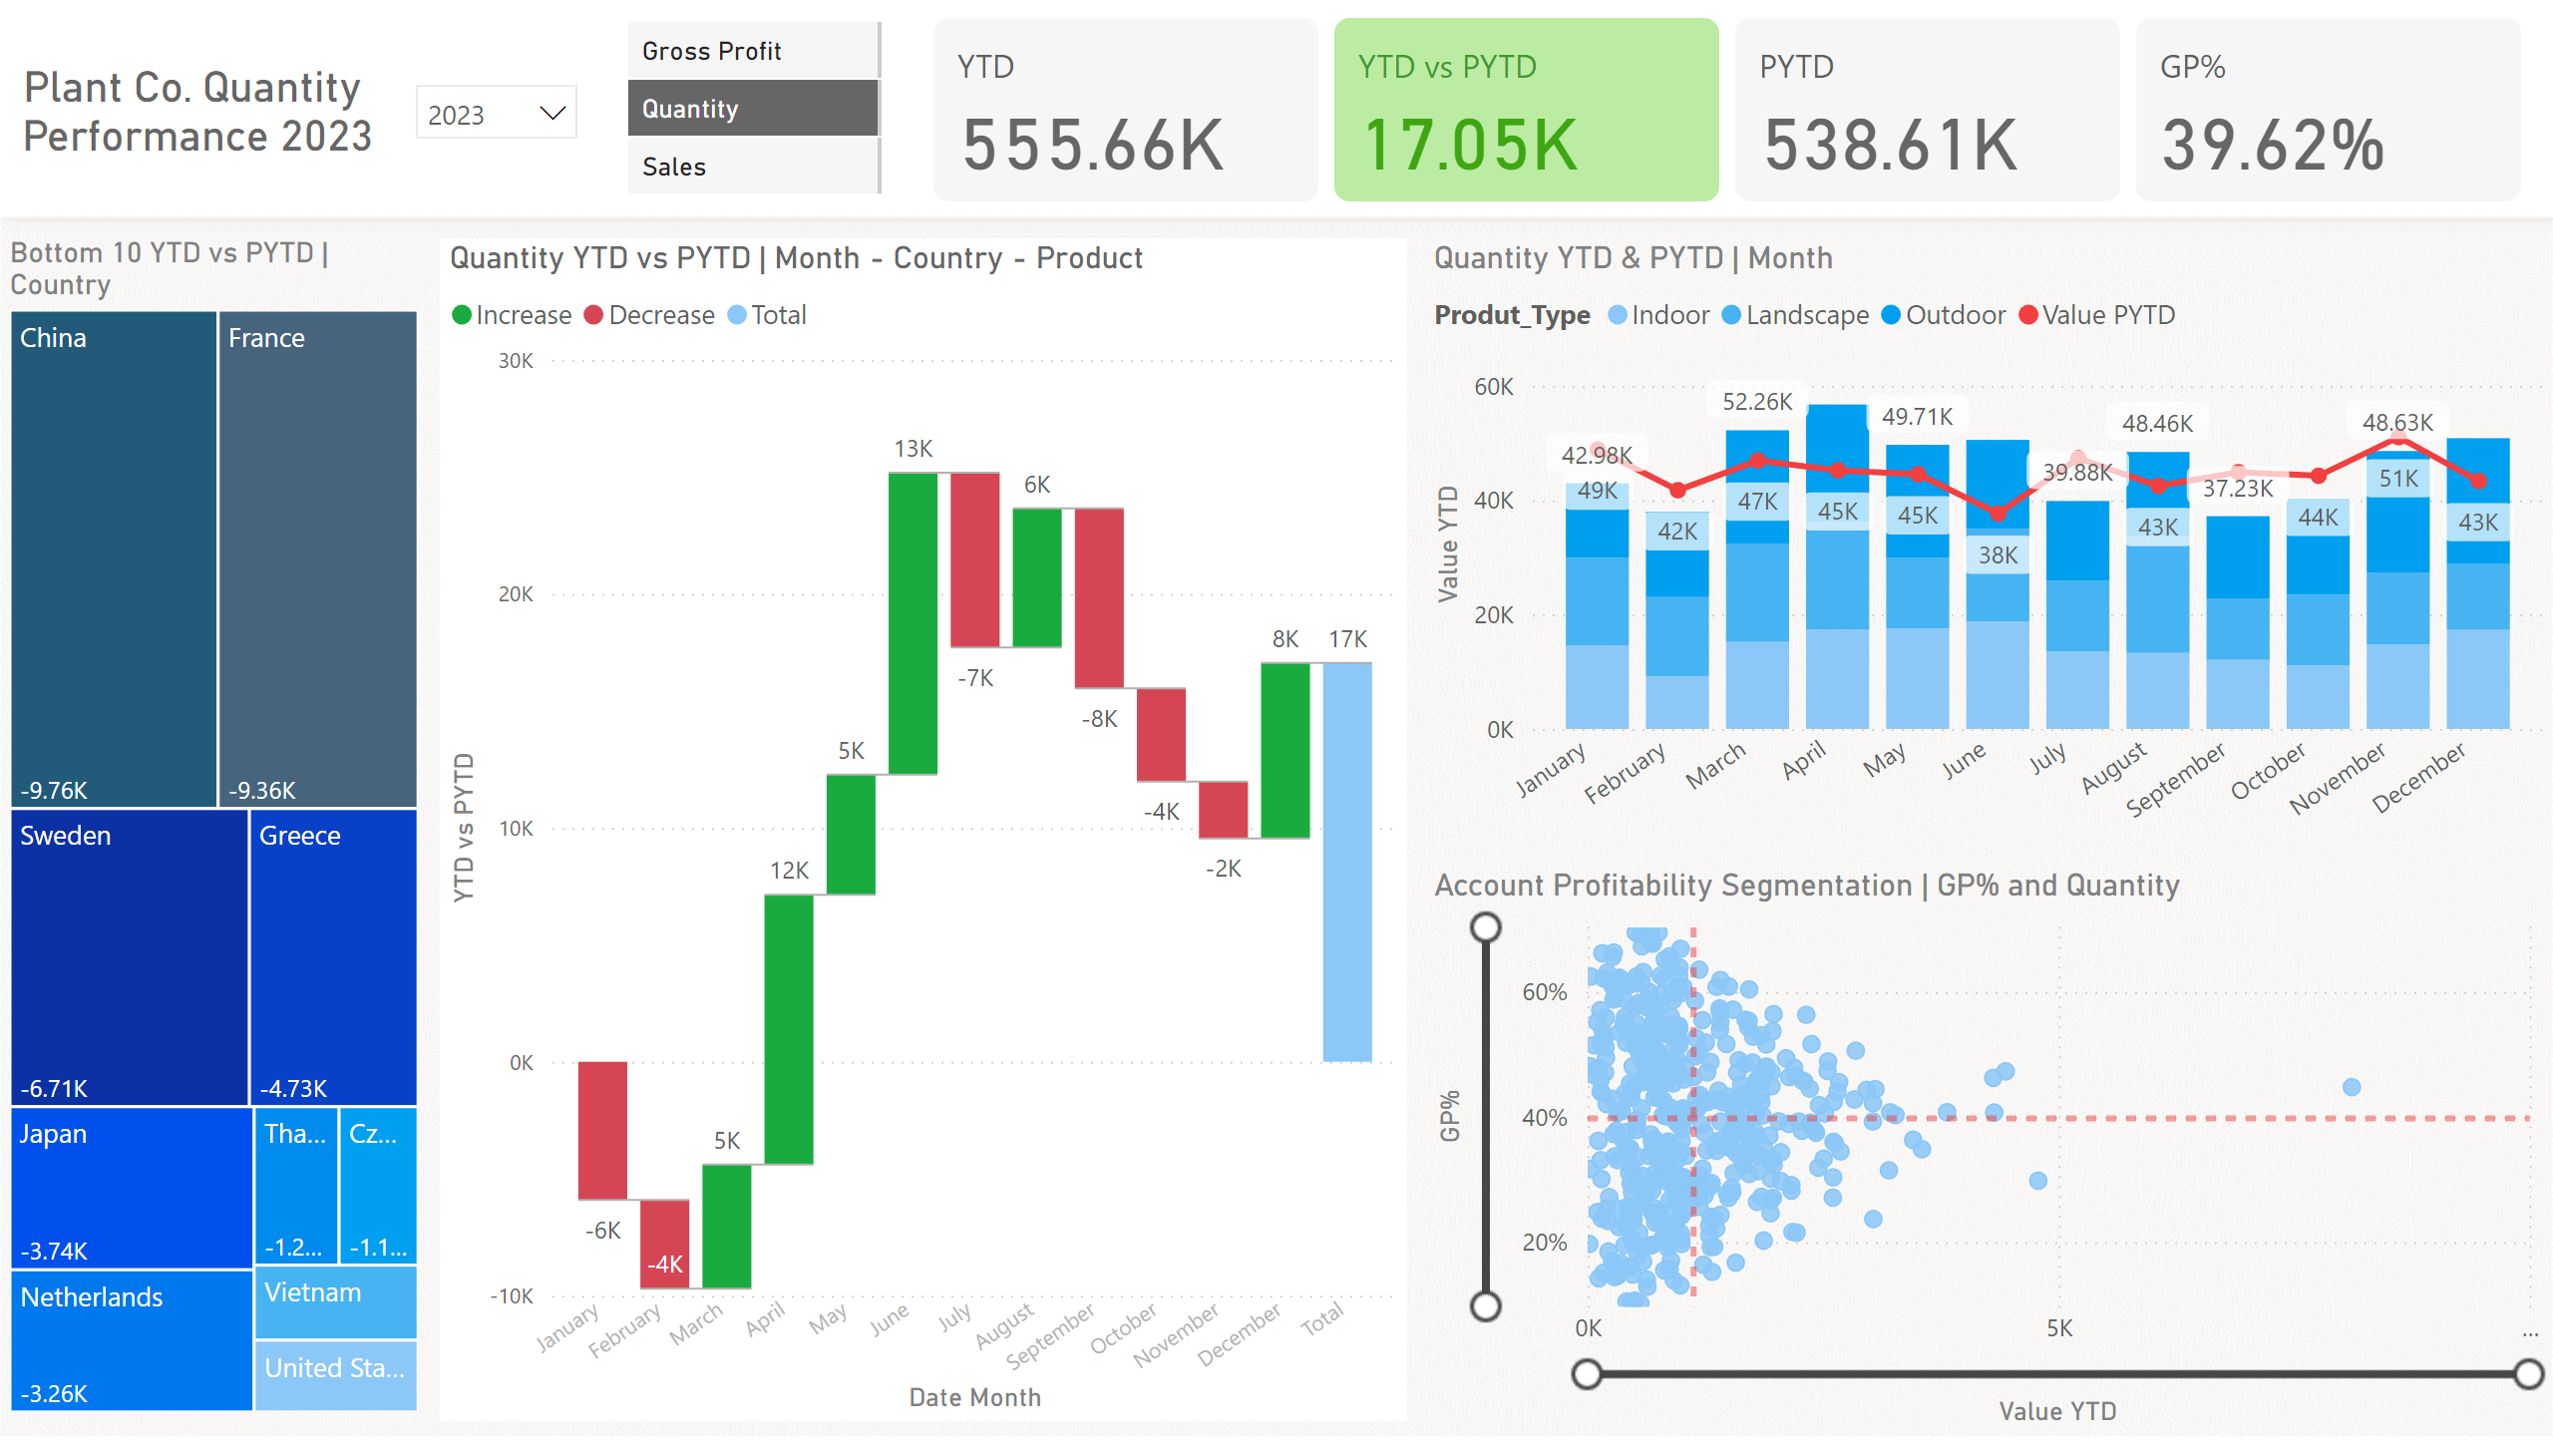 Plant Co. Quantity
Performance 2023
2023
Gross Profit
Quantity
Sales
YTD
555.66K
YTD vs PYTD
17.05K
PYTD
538.61K
GP%
39.62%
Bottom 10 YTD vs PYTD |
Country
China
-9.76K
France
-9.36K
Sweden
-6.71K
Greece
-4.73K
Japan
-3.74K
Tha...
-1.2...
Cz...
-1.1...
Netherlands
-3.26K
Vietnam
United Sta...
Quantity YTD vs PYTD | Month - Country - Product
Increase Decrease Total
YTD vs PYTD
30K
20K
10K
0K
-10K
-6K
-4K
5K
12K
5K
13K
-7K
6K
-8K
-4K
-2K
8K
17K
January
February
March
April
May
June
July
August
September
October
November
December
Total
Date Month
Quantity YTD & PYTD | Month
Produt_Type Indoor Landscape Outdoor Value PYTD
Value YTD
60K
40K
20K
0K
42.98K
52.26K
49.71K
39.88K
48.46K
37.23K
48.63K
49K
42K
47K
45K
45K
38K
43K
44K
51K
43K
January
February
March
April
May
June
July
August
September
October
November
December
Account Profitability Segmentation | GP% and Quantity
GP%
60%
40%
20%
0K
5K
...
Value YTD